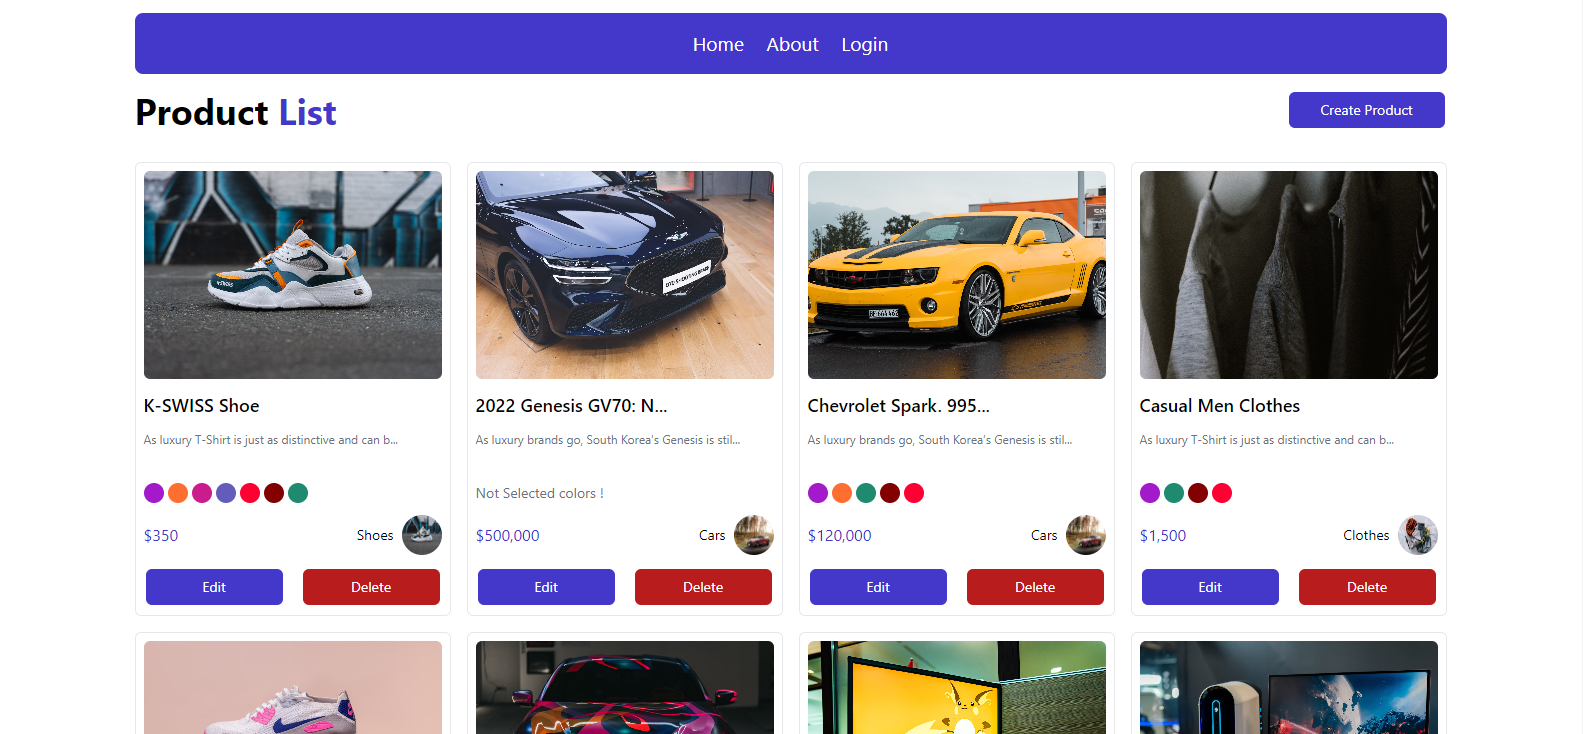 Home About Login
Product List
Create Product
K-SWISS Shoe
As luxury T-Shirt is just as distinctive and can b...
$350
Shoes
Edit
Delete
2022 Genesis GV70: N...
As luxury brands go, South Korea's Genesis is stil...
Not Selected colors !
$500,000
Cars
Edit
Delete
Chevrolet Spark. 995...
As luxury brands go, South Korea's Genesis is stil...
$120,000
Cars
Edit
Delete
Casual Men Clothes
As luxury T-Shirt is just as distinctive and can b...
$1,500
Clothes
Edit
Delete